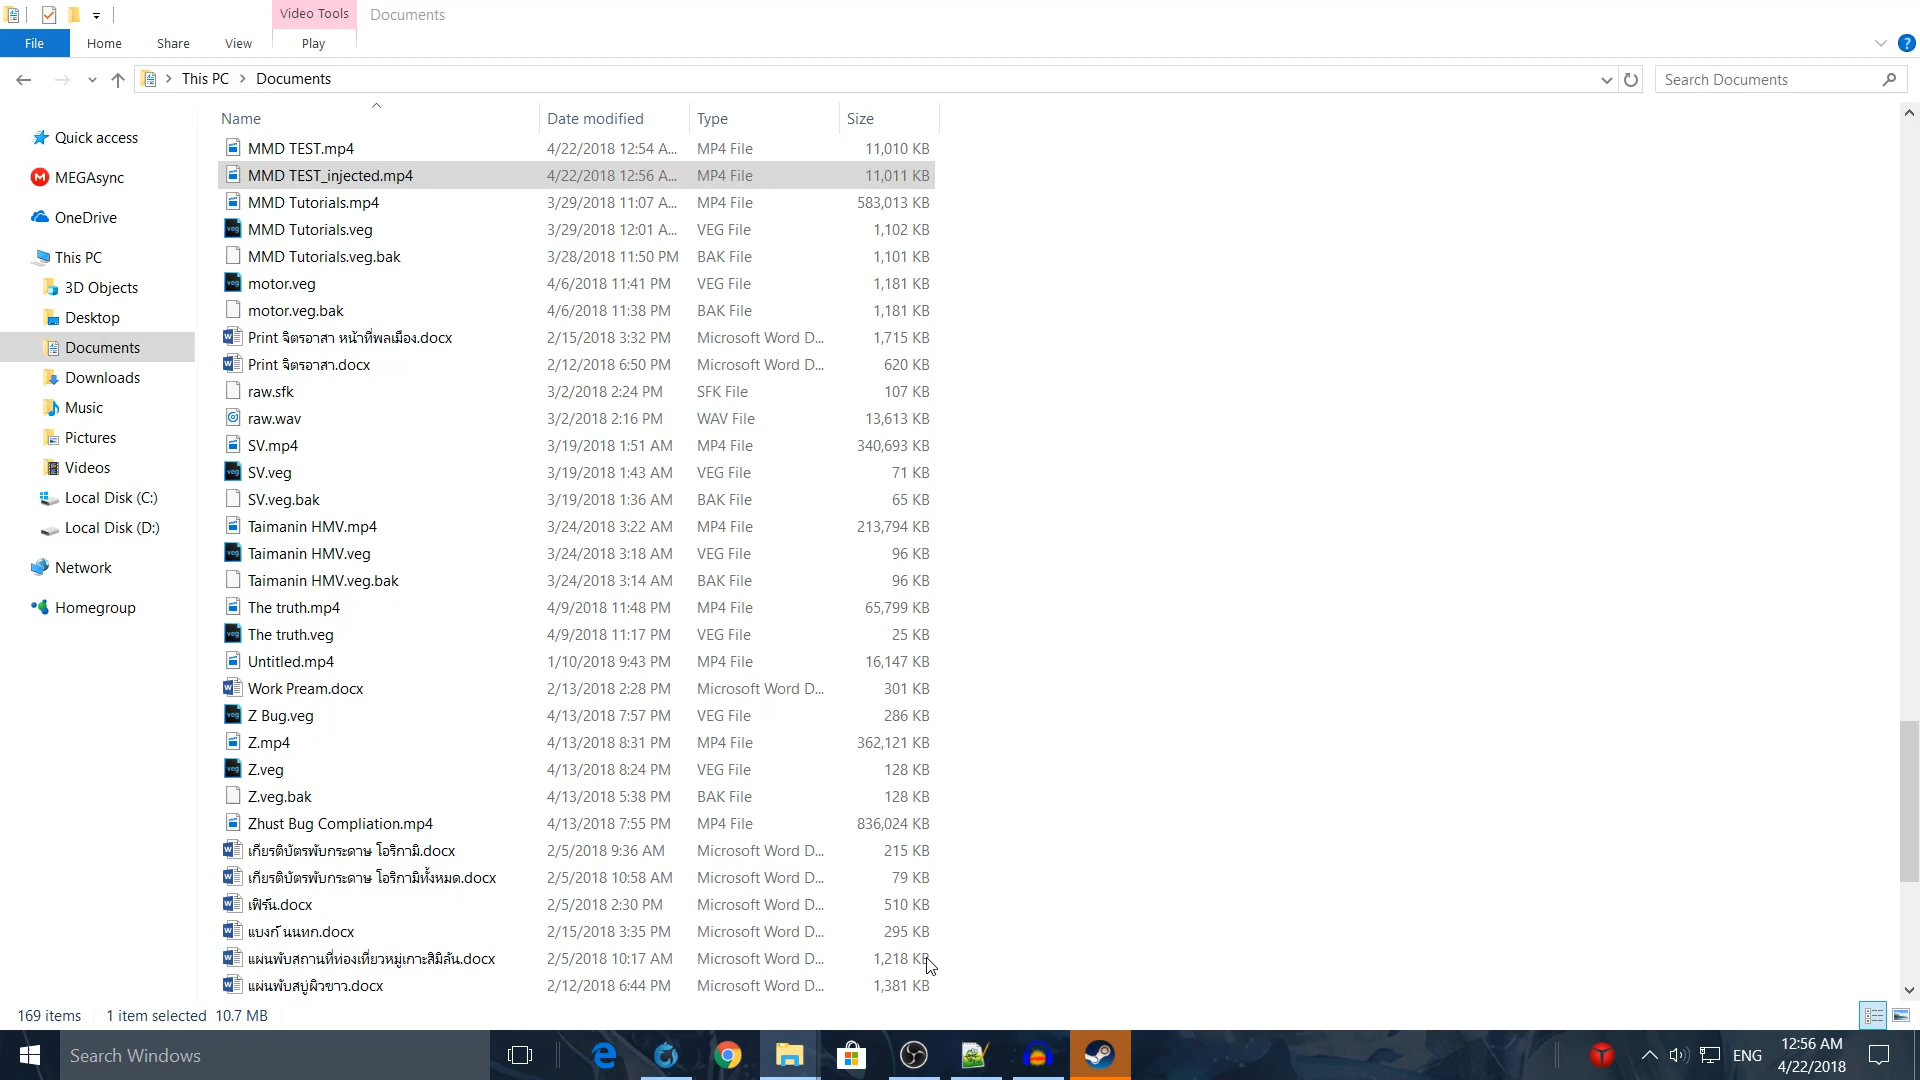 Video Tools Documents
File Home Share View Play
This PC Documents Search Documents
Name Date modified Type Size
Quick access
MEGAsync
OneDrive
This PC
3D Objects
Desktop
Documents
Downloads
Music
Pictures
Videos
Local Disk (C:)
Local Disk (D:)
Network
Homegroup
MMD TEST.mp4 4/22/2018 12:54 A... MP4 File 11,010 KB
MMD TEST_injected.mp4 4/22/2018 12:56 A... MP4 File 11,011 KB
MMD Tutorials.mp4 3/29/2018 11:07 A... MP4 File 583,013 KB
MMD Tutorials.veg 3/29/2018 12:01 A... VEG File 1,102 KB
MMD Tutorials.veg.bak 3/28/2018 11:50 PM BAK File 1,101 KB
motor.veg 4/6/2018 11:41 PM VEG File 1,181 KB
motor.veg.bak 4/6/2018 11:38 PM BAK File 1,181 KB
Print จิตรอาสา หน้าที่พลเมือง.docx 2/15/2018 3:32 PM Microsoft Word D... 1,715 KB
Print จิตรอาสา.docx 2/12/2018 6:50 PM Microsoft Word D... 620 KB
raw.sfk 3/2/2018 2:24 PM SFK File 107 KB
raw.wav 3/2/2018 2:16 PM WAV File 13,613 KB
SV.mp4 3/19/2018 1:51 AM MP4 File 340,693 KB
SV.veg 3/19/2018 1:43 AM VEG File 71 KB
SV.veg.bak 3/19/2018 1:36 AM BAK File 65 KB
Taimanin HMV.mp4 3/24/2018 3:22 AM MP4 File 213,794 KB
Taimanin HMV.veg 3/24/2018 3:18 AM VEG File 96 KB
Taimanin HMV.veg.bak 3/24/2018 3:14 AM BAK File 96 KB
The truth.mp4 4/9/2018 11:48 PM MP4 File 65,799 KB
The truth.veg 4/9/2018 11:17 PM VEG File 25 KB
Untitled.mp4 1/10/2018 9:43 PM MP4 File 16,147 KB
Work Pream.docx 2/13/2018 2:28 PM Microsoft Word D... 301 KB
Z Bug.veg 4/13/2018 7:57 PM VEG File 286 KB
Z.mp4 4/13/2018 8:31 PM MP4 File 362,121 KB
Z.veg 4/13/2018 8:24 PM VEG File 128 KB
Z.veg.bak 4/13/2018 5:38 PM BAK File 128 KB
Zhust Bug Compliation.mp4 4/13/2018 7:55 PM MP4 File 836,024 KB
เกียรติบัตรพับกระดาษ โอริกามิ.docx 2/5/2018 9:36 AM Microsoft Word D... 215 KB
เกียรติบัตรพับกระดาษ โอริกามิทั้งหมด.docx 2/5/2018 10:58 AM Microsoft Word D... 79 KB
เฟิร์น.docx 2/5/2018 2:30 PM Microsoft Word D... 510 KB
แบงก์ นนทก.docx 2/15/2018 3:35 PM Microsoft Word D... 295 KB
แผ่นพับสถานที่ท่องเที่ยวหมู่เกาะสิมิลัน.docx 2/5/2018 10:17 AM Microsoft Word D... 1,218 KB
แผ่นพับสบู่ผิวขาว.docx 2/12/2018 6:44 PM Microsoft Word D... 1,381 KB
169 items 1 item selected 10.7 MB
Search Windows ENG 12:56 AM
4/22/2018